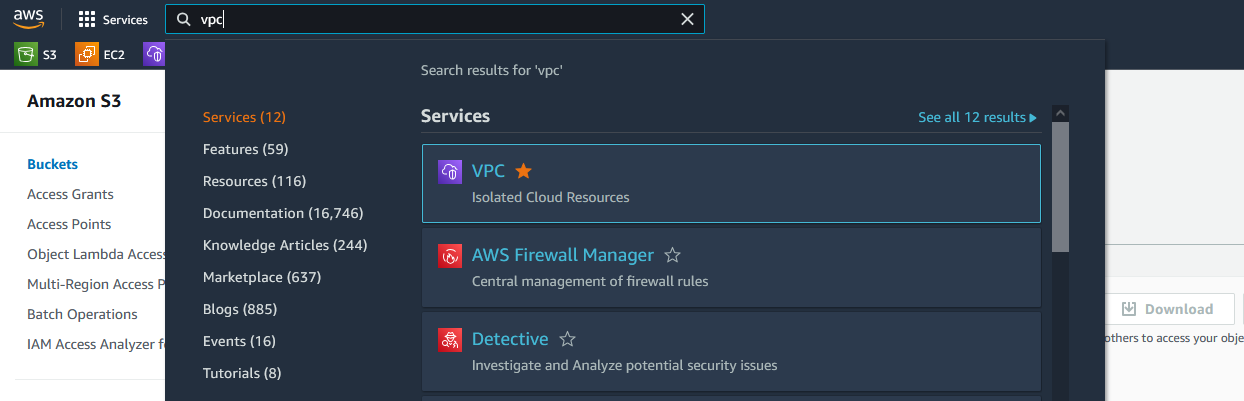 aws
Services
vpc
S3
EC2
Search results for 'vpc'
Amazon S3
Services (12)
Services
See all 12 results
Features (59)
Buckets
VPC
Resources (116)
Access Grants
Isolated Cloud Resources
Documentation (16,746)
Access Points
Knowledge Articles (244)
Object Lambda Access
AWS Firewall Manager
Marketplace (637)
Multi-Region Access P
Central management of firewall rules
Blogs (885)
Download
Batch Operations
Events (16)
others to access your obje
Detective
IAM Access Analyzer fo
Tutorials (8)
Investigate and Analyze potential security issues